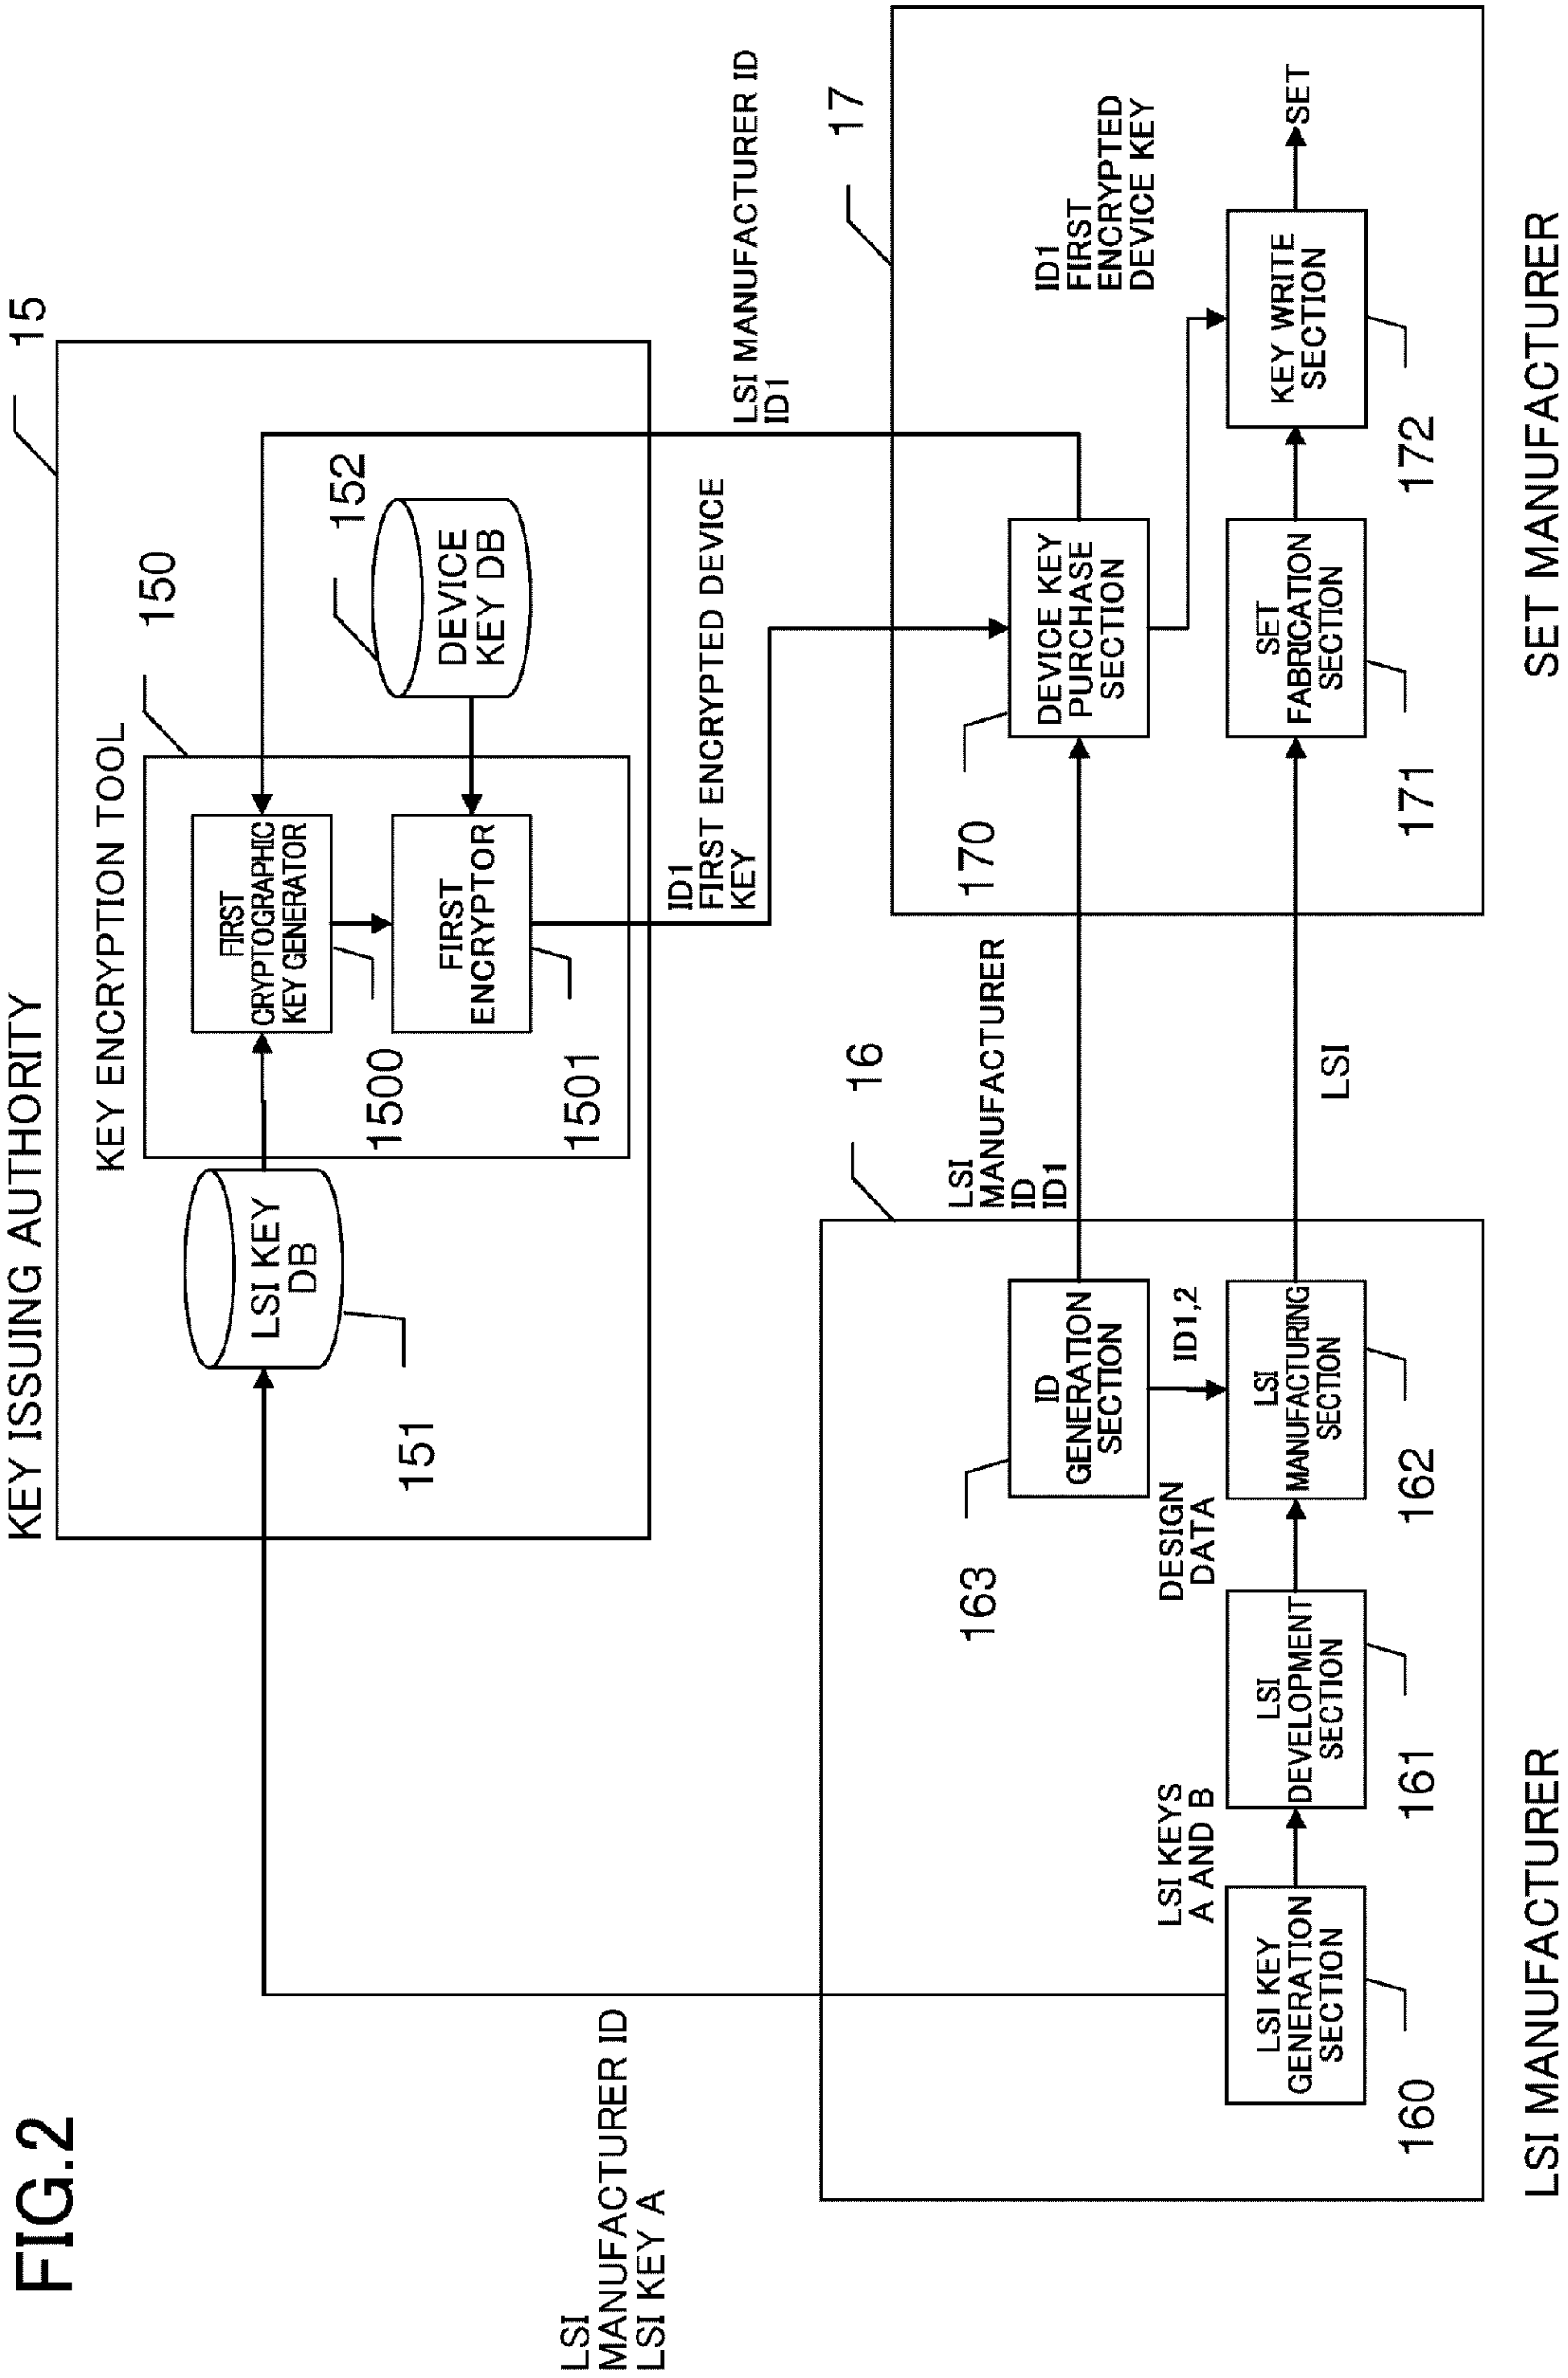 FIG.2
KEY ISSUING AUTHORITY
15
KEY ENCRYPTION TOOL
150
LSI KEY
DB
151
FIRST
CRYPTOGRAPHIC
KEY GENERATOR
1500
FIRST
ENCRYPTOR
1501
152
DEVICE
KEY DB
LSI
MANUFACTURER ID
LSI KEY A
ID1
FIRST ENCRYPTED DEVICE
KEY
LSI MANUFACTURER ID
ID1
16
LSI KEY
GENERATION
SECTION
160
LSI KEYS
A AND B
LSI
DEVELOPMENT
SECTION
161
DESIGN
DATA
163
ID
GENERATION
SECTION
ID1,2
LSI
MANUFACTURING
SECTION
162
LSI MANUFACTURER
LSI
MANUFACTURER
ID
ID1
LSI
17
170
DEVICE KEY
PURCHASE
SECTION
SET
FABRICATION
SECTION
171
ID1
FIRST
ENCRYPTED
DEVICE KEY
KEY WRITE
SECTION
172
SET
SET MANUFACTURER